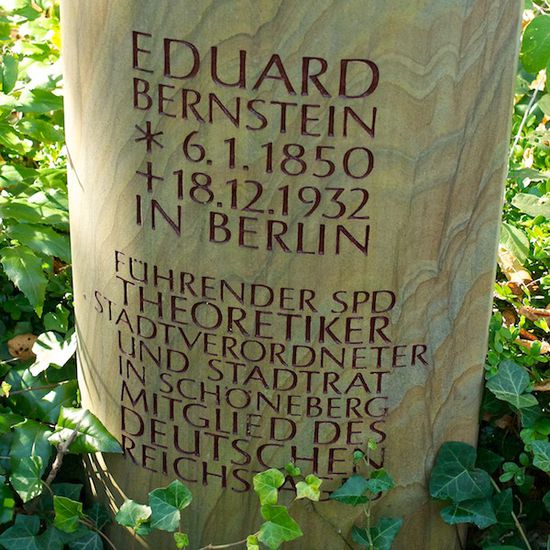 EDUARD
BERNSTEIN
* 6.1.1850
+18.12.1932
IN BERLIN
FÜHRENDER SPD
THEORETIKER
STADTVERORDNETER
UND STADTRAT
IN SCHÖNEBERG
MITGLIED DES
DEUTSCHEN